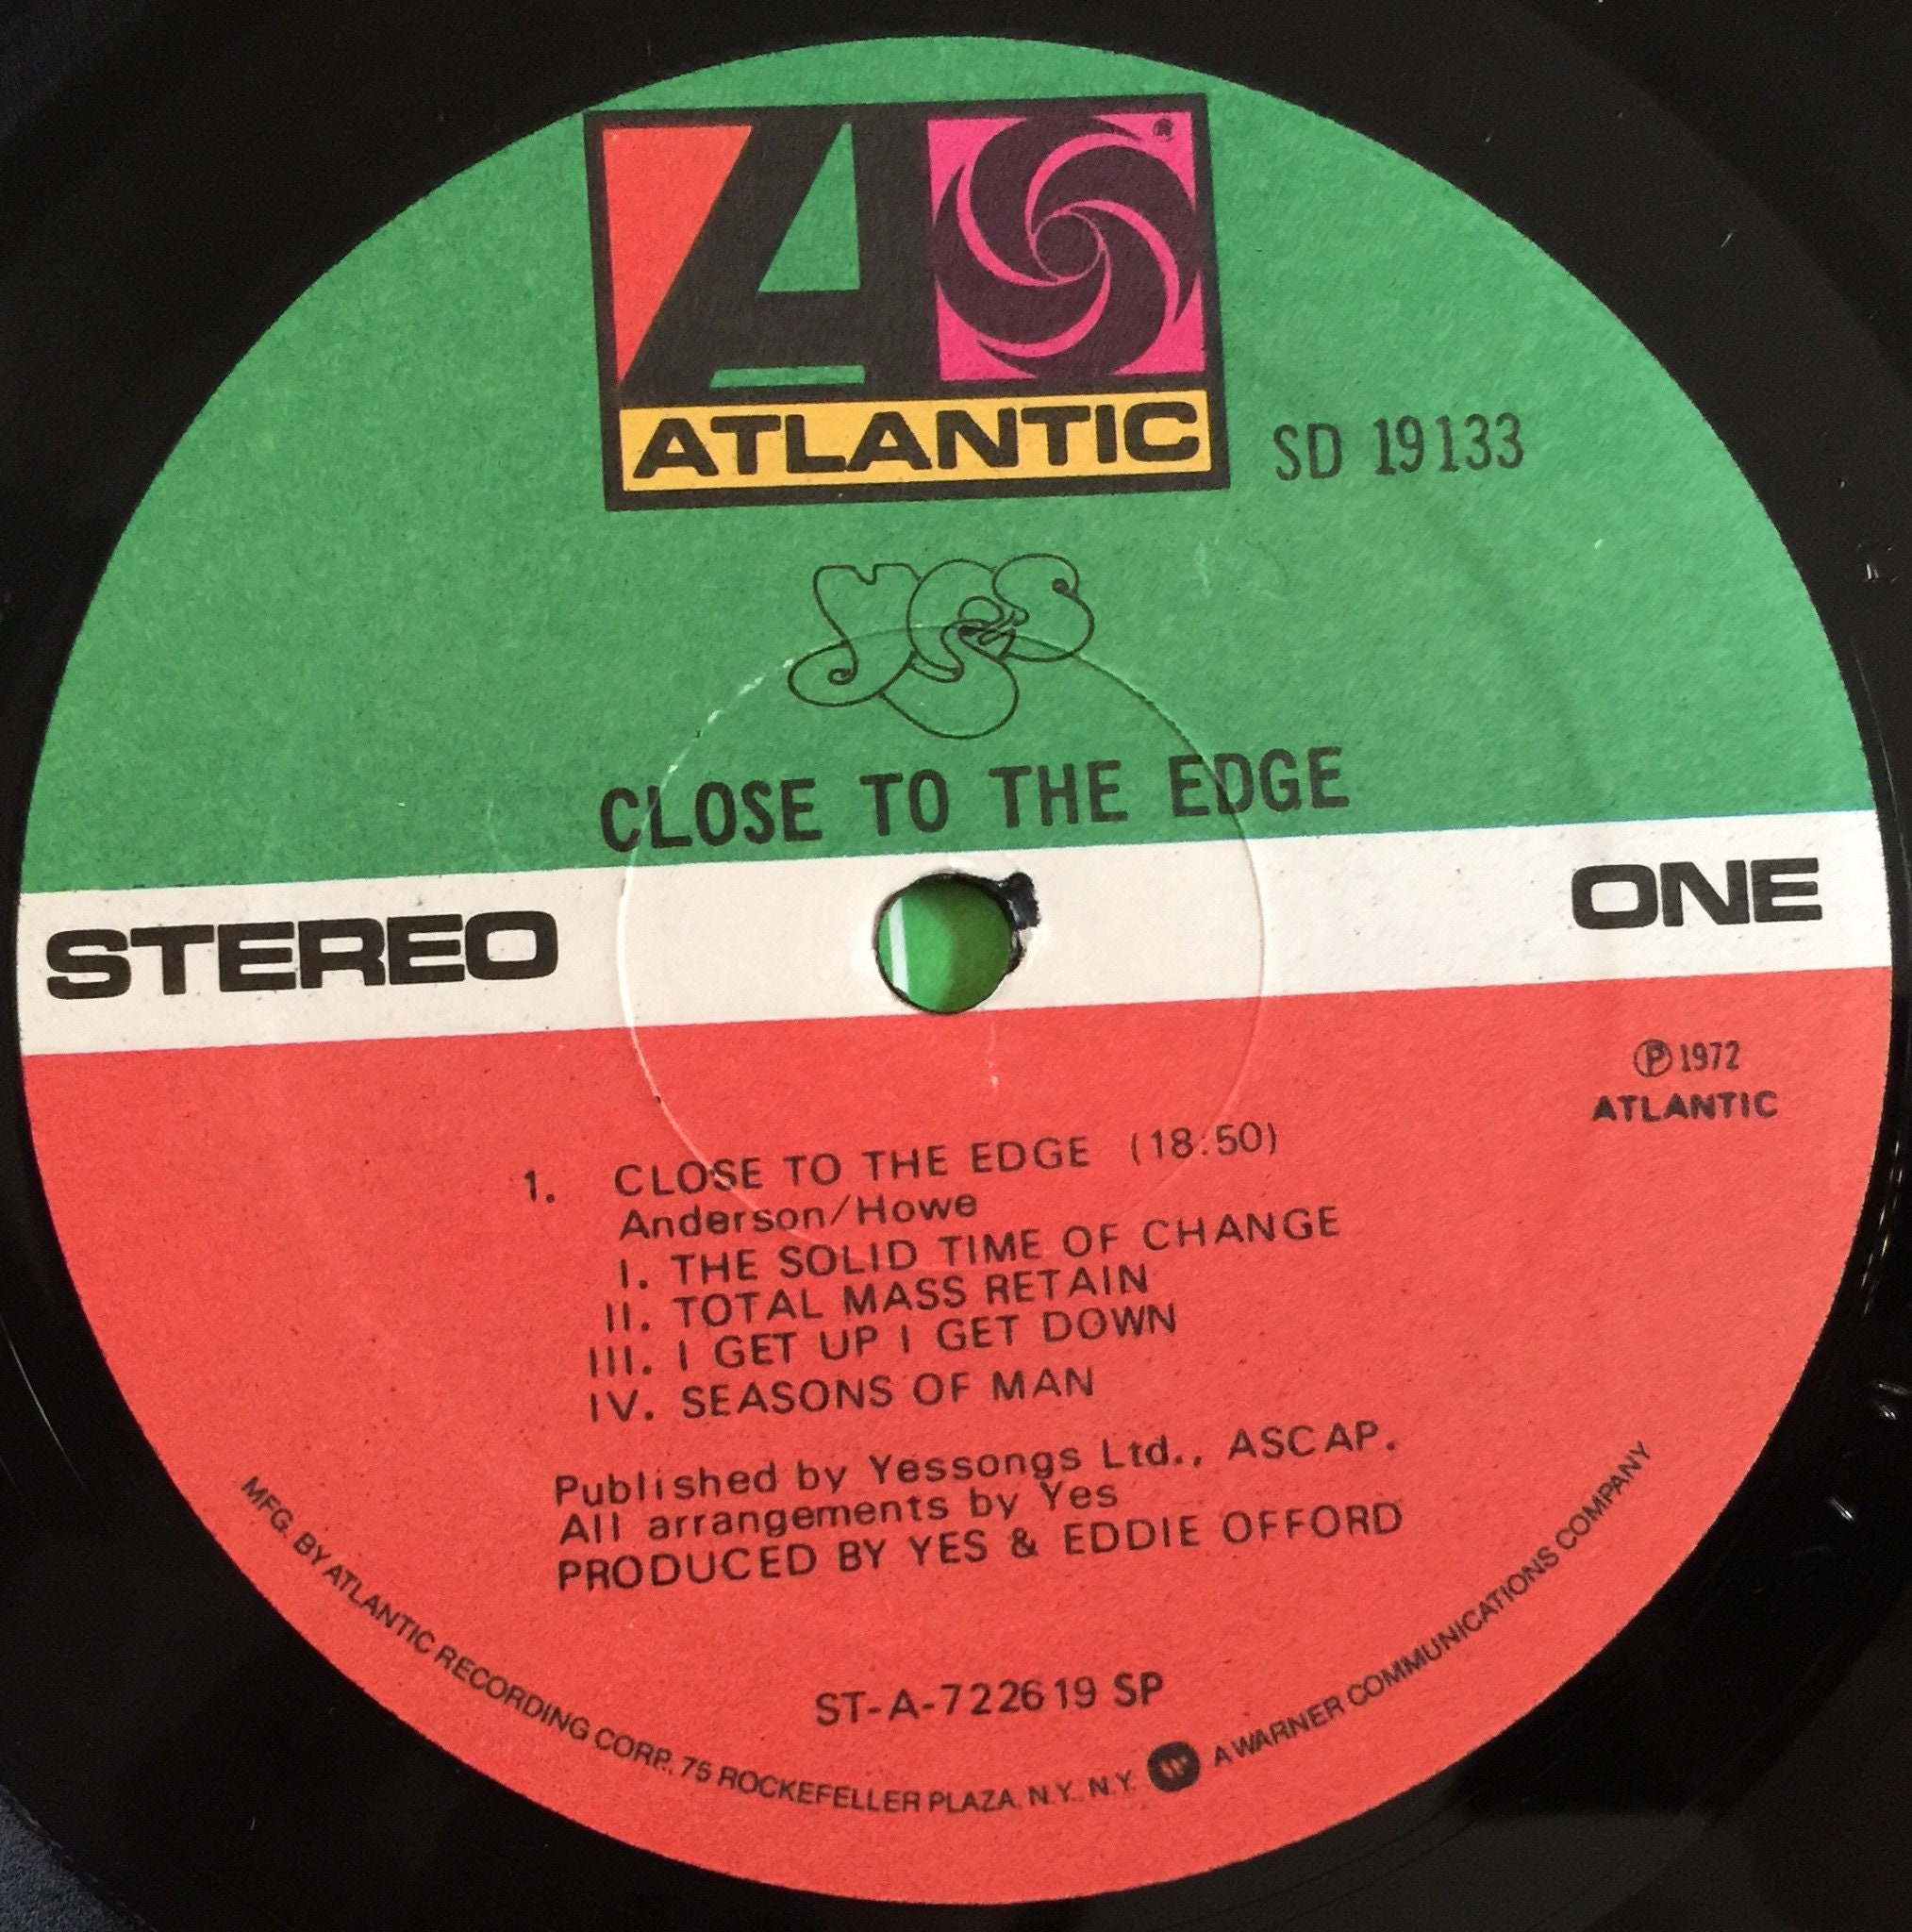 ATLANTIC
SD 19133
yes
CLOSE TO THE EDGE
STEREO
ONE
Ⓟ1972
ATLANTIC
1. CLOSE TO THE EDGE (18:50)
Anderson/Howe
I. THE SOLID TIME OF CHANGE
II. TOTAL MASS RETAIN
III. I GET UP I GET DOWN
IV. SEASONS OF MAN
Published by Yessongs Ltd., ASCAP.
All arrangements by Yes
PRODUCED BY YES & EDDIE OFFORD
ST-A-722619 SP
MFG. BY ATLANTIC RECORDING CORP., 75 ROCKEFELLER PLAZA, N.Y., N.Y. W A WARNER COMMUNICATIONS COMPANY